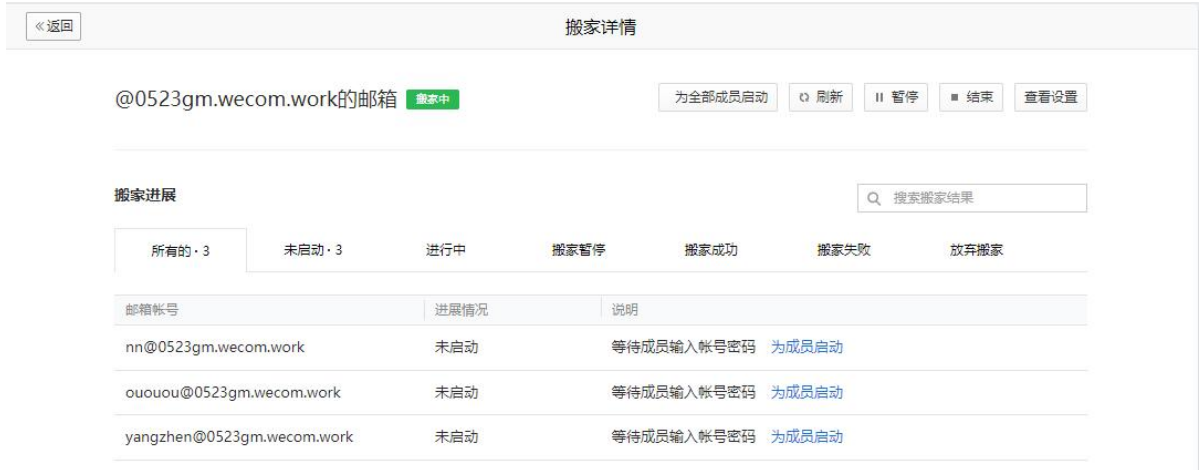 «返回
搬家详情
@0523gm.wecom.work的邮箱 搬家中 为全部成员启动 刷新 暂停 结束 查看设置
搬家进展 搜索搬家结果
所有的·3 未启动·3 进行中 搬家暂停 搬家成功 搬家失败 放弃搬家
邮箱帐号 进展情况 说明
nn@0523gm.wecom.work 未启动 等待成员输入帐号密码 为成员启动
ououou@0523gm.wecom.work 未启动 等待成员输入帐号密码 为成员启动
yangzhen@0523gm.wecom.work 未启动 等待成员输入帐号密码 为成员启动